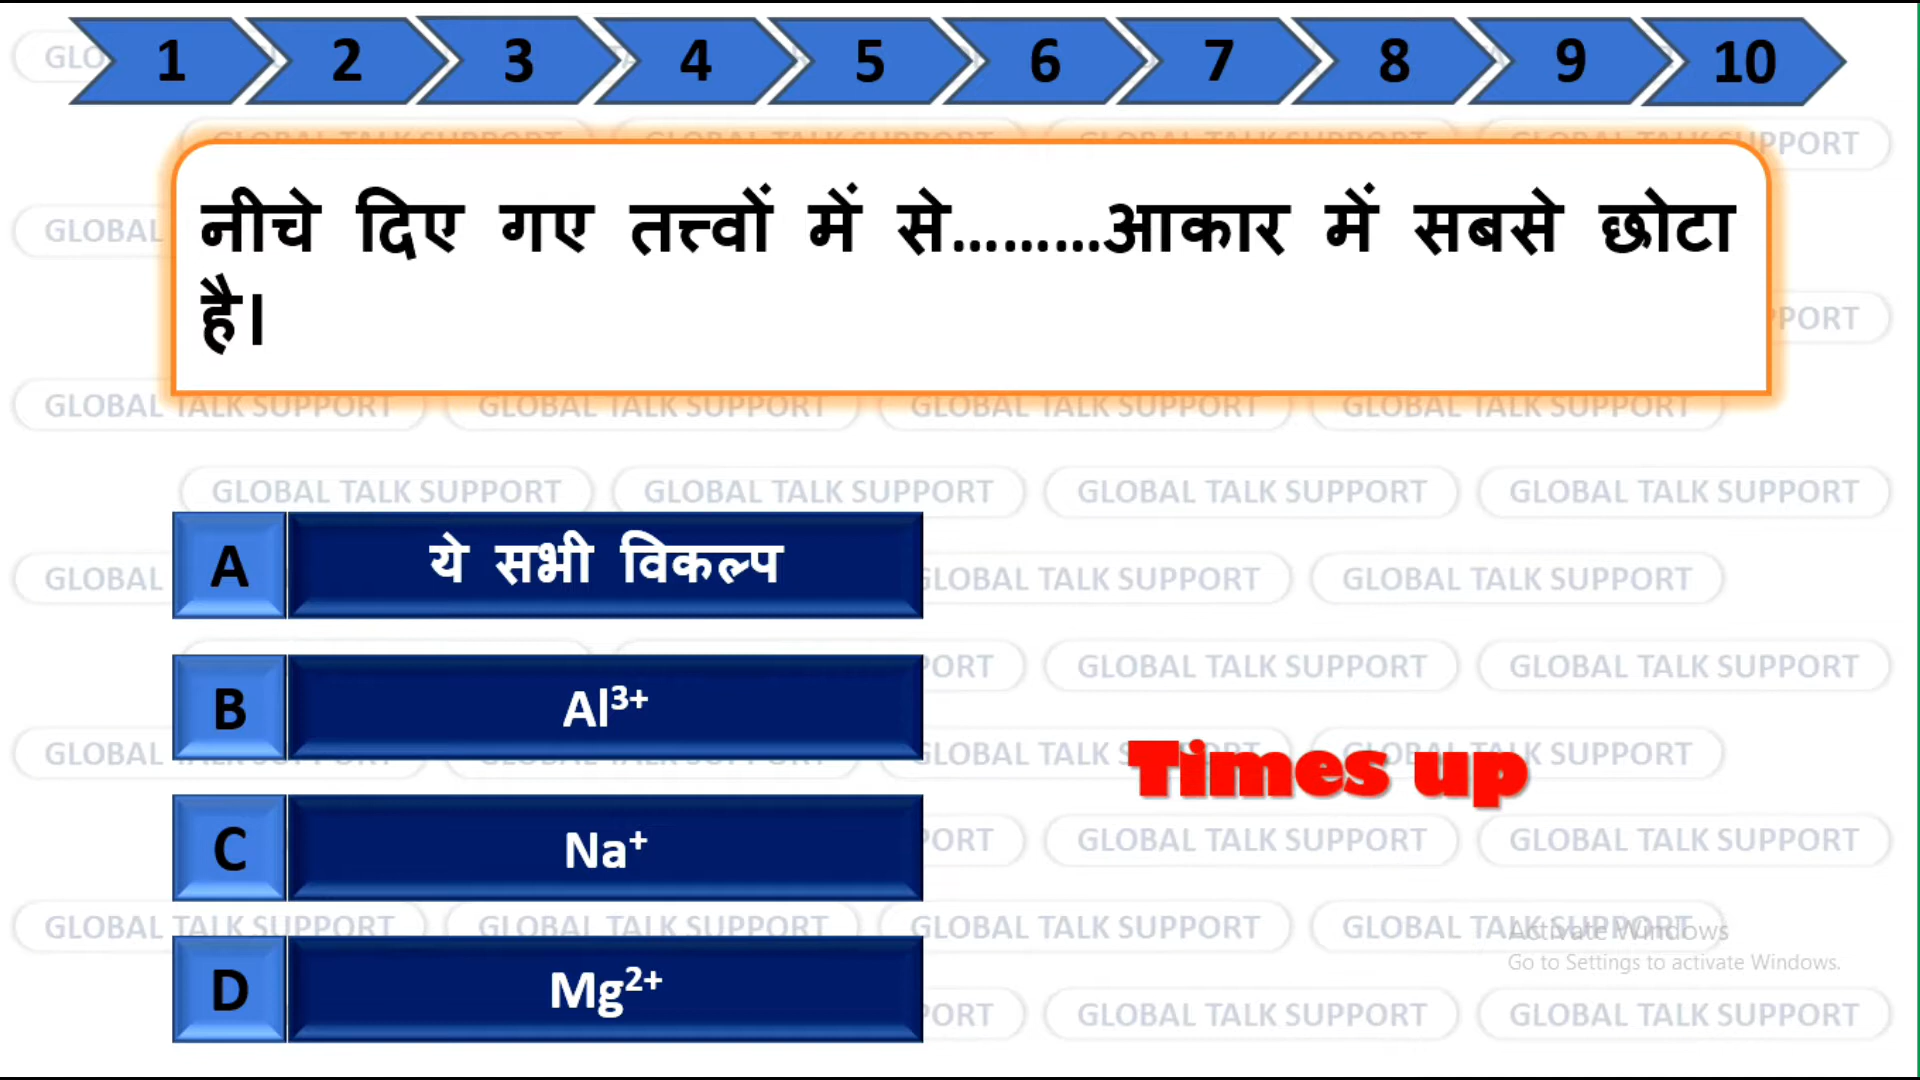 1 2 3 4 5 6 7 8 9 10
नीचे दिए गए तत्त्वों में से.........आकार में सबसे छोटा
है।
A ये सभी विकल्प
B Al³⁺
Times up
C Na⁺
D Mg²⁺
Activate Windows
Go to Settings to activate Windows.
GLOBAL TALK SUPPORT